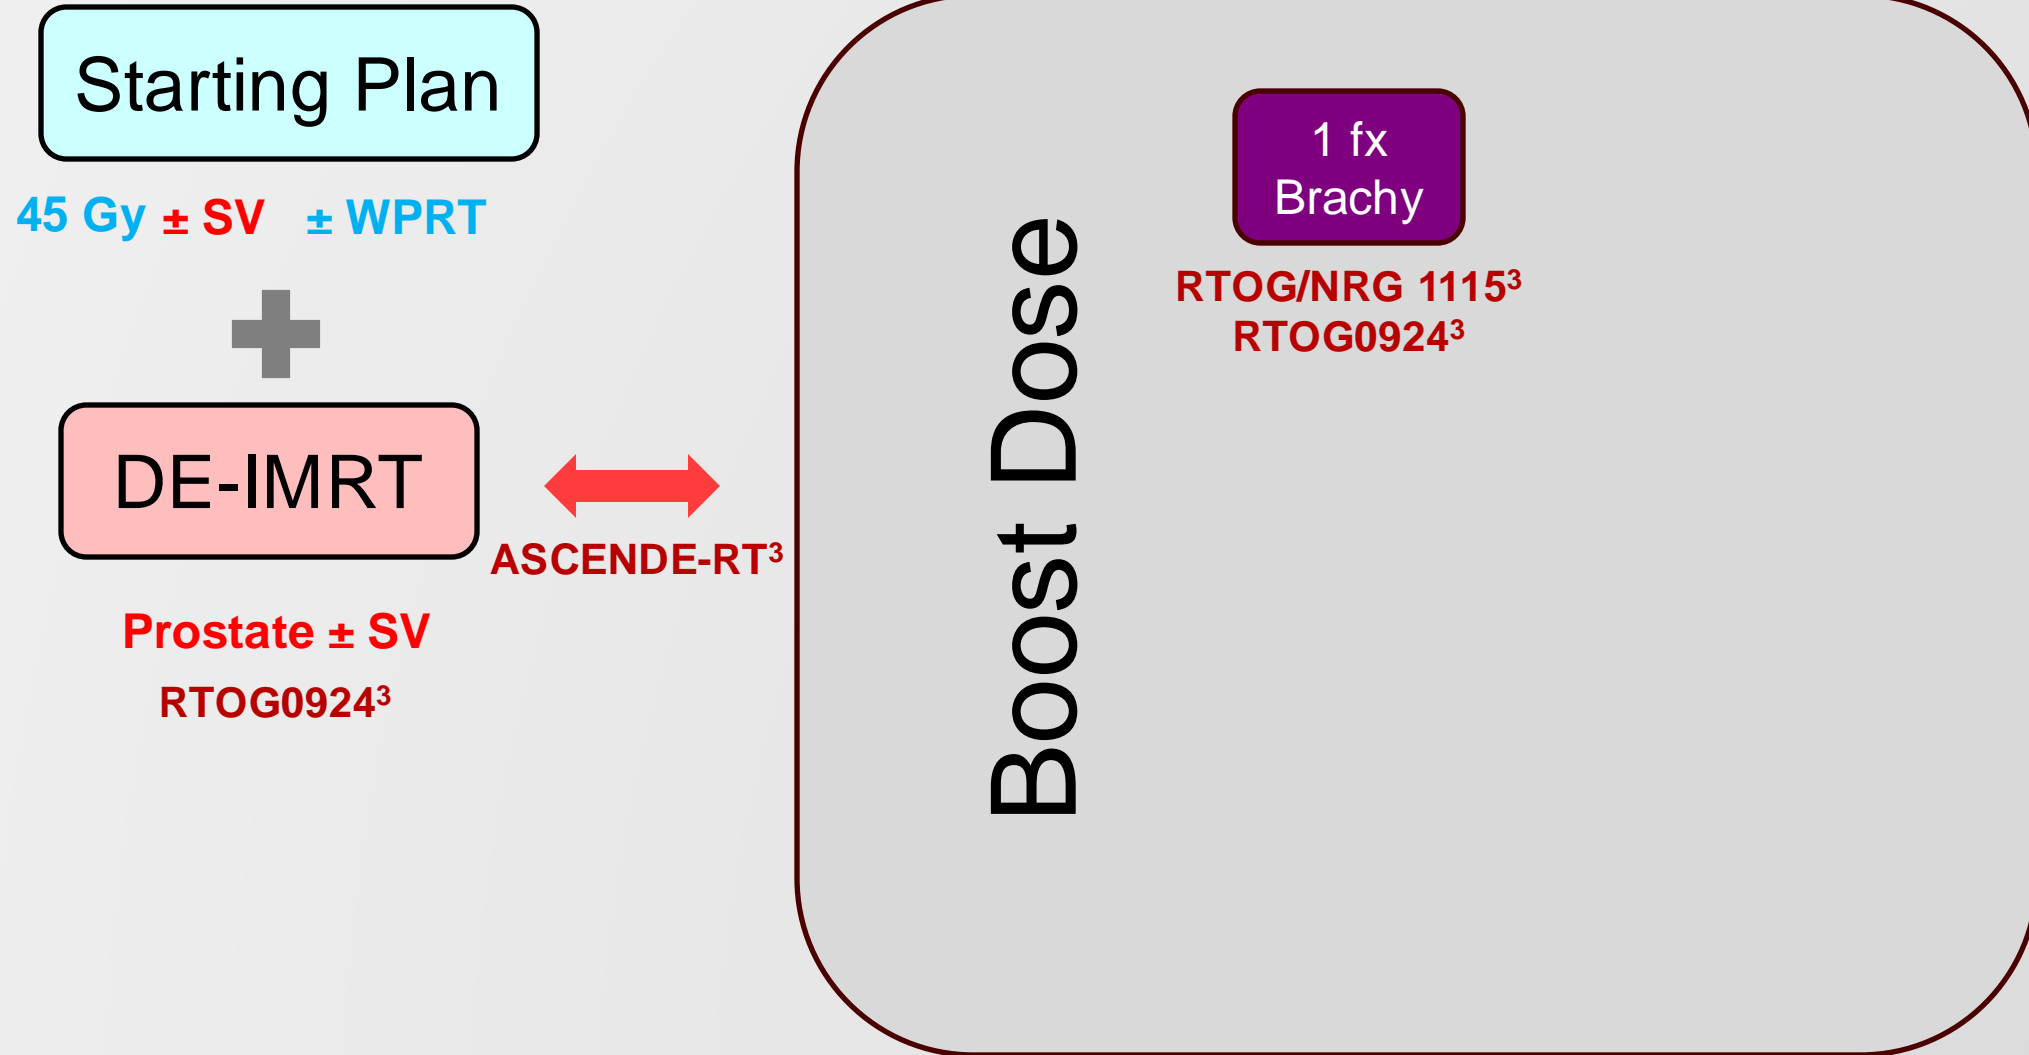 Starting Plan
45 Gy ± SV ± WPRT
DE-IMRT
ASCENDE-RT³
Prostate ± SV
RTOG0924³
Boost Dose
1 fx
Brachy
RTOG/NRG 1115³
RTOG0924³